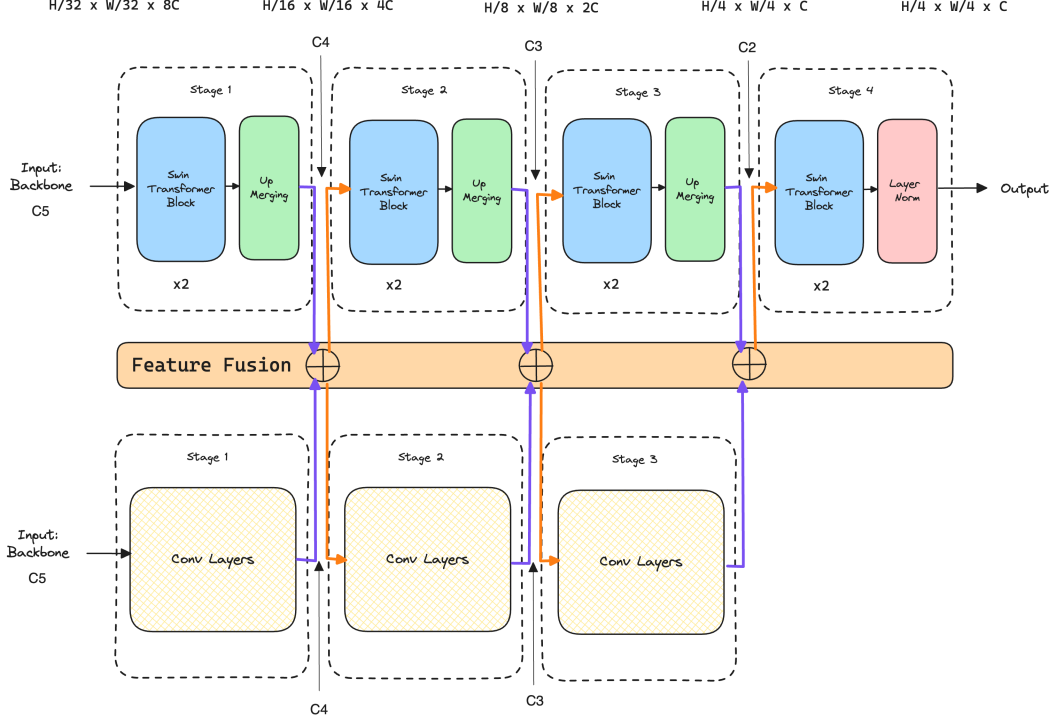 H/32 x W/32 x 8C
H/16 x W/16 x 4C
H/8 x W/8 x 2C
H/4 x W/4 x C
H/4 x W/4 x C
C4
C3
C2
Stage 1
Stage 2
Stage 3
Stage 4
Input:
Backbone
C5
Swin
Transformer
Block
Up
Merging
Swin
Transformer
Block
Up
Merging
Swin
Transformer
Block
Up
Merging
Swin
Transformer
Block
Layer
Norm
Output
x2
x2
x2
x2
Feature Fusion
Stage 1
Stage 2
Stage 3
Input:
Backbone
C5
Conv Layers
Conv Layers
Conv Layers
C4
C3